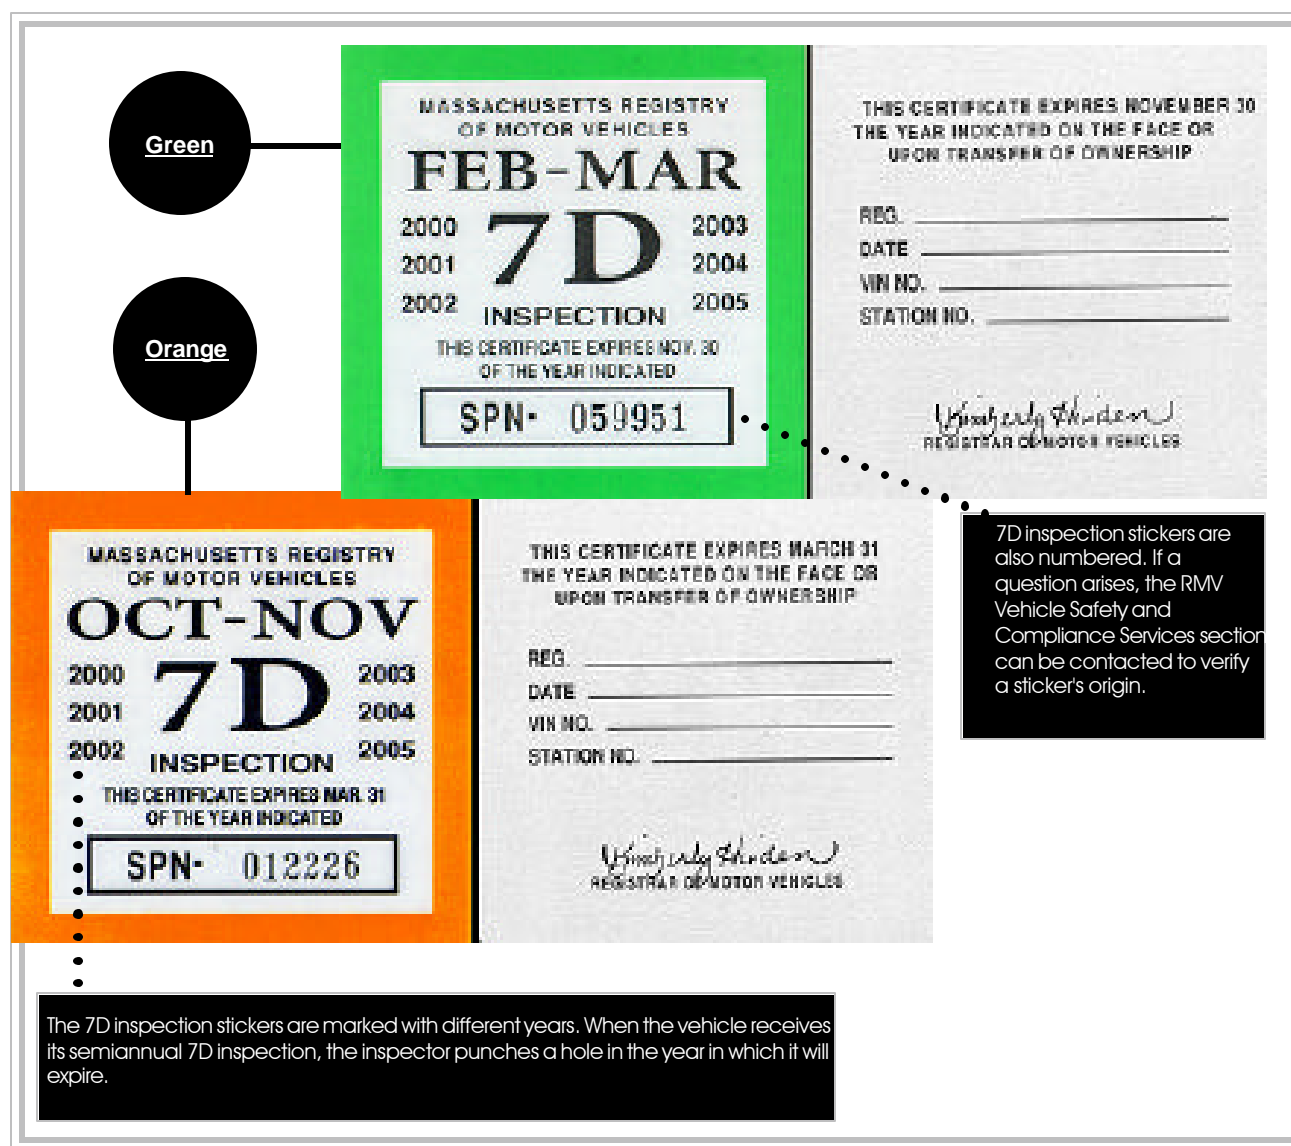 Green
MASSACHUSETTS REGISTRY
OF MOTOR VEHICLES
FEB-MAR
2000 7D 2003
2001 2004
2002 2005
INSPECTION
THIS CERTIFICATE EXPIRES NOV. 30
OF THE YEAR INDICATED
SPN· 059951
THIS CERTIFICATE EXPIRES NOVEMBER 30
THE YEAR INDICATED ON THE FACE OR
UPON TRANSFER OF OWNERSHIP
REG.
DATE
VIN NO.
STATION NO.
REGISTRAR OF MOTOR VEHICLES
Orange
MASSACHUSETTS REGISTRY
OF MOTOR VEHICLES
OCT-NOV
2000 7D 2003
2001 2004
2002 2005
INSPECTION
THIS CERTIFICATE EXPIRES MAR. 31
OF THE YEAR INDICATED
SPN· 012226
THIS CERTIFICATE EXPIRES MARCH 31
THE YEAR INDICATED ON THE FACE OR
UPON TRANSFER OF OWNERSHIP
REG.
DATE
VIN NO.
STATION NO.
REGISTRAR OF MOTOR VEHICLES
7D inspection stickers are
also numbered. If a
question arises, the RMV
Vehicle Safety and
Compliance Services section
can be contacted to verify
a sticker's origin.
The 7D inspection stickers are marked with different years. When the vehicle receives
its semiannual 7D inspection, the inspector punches a hole in the year in which it will
expire.